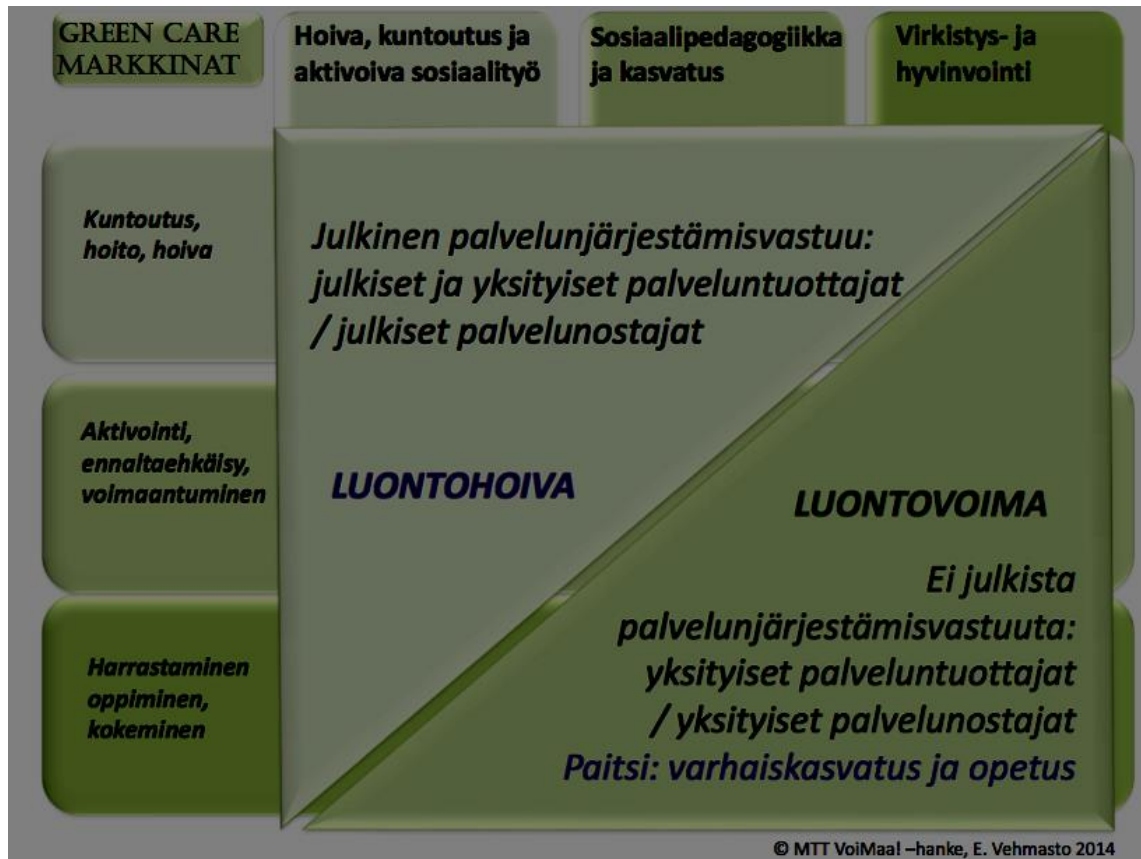 GREEN CARE
MARKKINAT
Hoiva, kuntoutus ja
aktivoiva sosiaalityö
Sosiaalipedagogiikka
ja kasvatus
Virkistys- ja
hyvinvointi
Kuntoutus,
hoito, hoiva
Julkinen palvelunjärjestämisvastuu:
julkiset ja yksityiset palveluntuottajat
/ julkiset palvelunostajat
Aktivointi,
ennaltaehkäisy,
voimaantuminen
LUONTOHOIVA
LUONTOVOIMA
Ei julkista
palvelunjärjestämisvastuuta:
yksityiset palveluntuottajat
/ yksityiset palvelunostajat
Paitsi: varhaiskasvatus ja opetus
Harrastaminen
oppiminen,
kokeminen
© MTT VoiMaa! –hanke, E. Vehmasto 2014